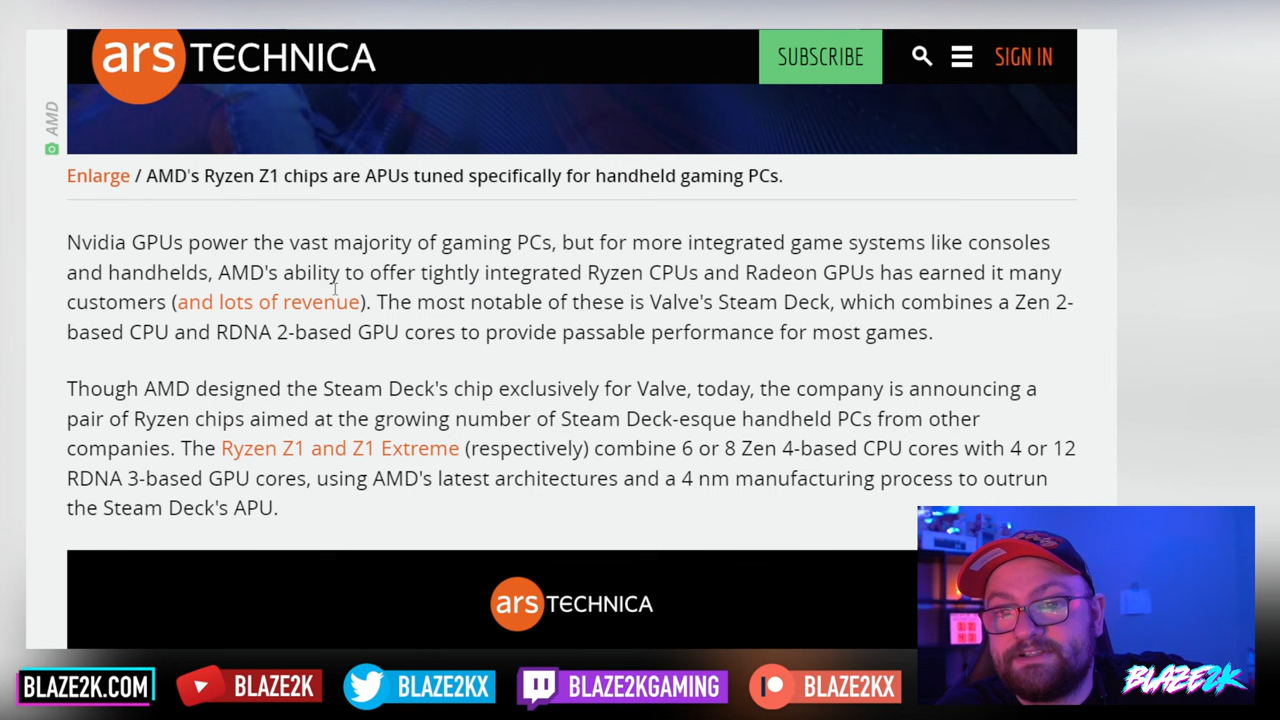 ars TECHNICA
SUBSCRIBE
SIGN IN
AMD
Enlarge / AMD's Ryzen Z1 chips are APUs tuned specifically for handheld gaming PCs.
Nvidia GPUs power the vast majority of gaming PCs, but for more integrated game systems like consoles
and handhelds, AMD's ability to offer tightly integrated Ryzen CPUs and Radeon GPUs has earned it many
customers (and lots of revenue). The most notable of these is Valve's Steam Deck, which combines a Zen 2-
based CPU and RDNA 2-based GPU cores to provide passable performance for most games.
Though AMD designed the Steam Deck's chip exclusively for Valve, today, the company is announcing a
pair of Ryzen chips aimed at the growing number of Steam Deck-esque handheld PCs from other
companies. The Ryzen Z1 and Z1 Extreme (respectively) combine 6 or 8 Zen 4-based CPU cores with 4 or 12
RDNA 3-based GPU cores, using AMD's latest architectures and a 4 nm manufacturing process to outrun
the Steam Deck's APU.
ars TECHNICA
BLAZE2K.COM
BLAZE2K
BLAZE2KX
BLAZE2KGAMING
BLAZE2KX
BLAZE2K